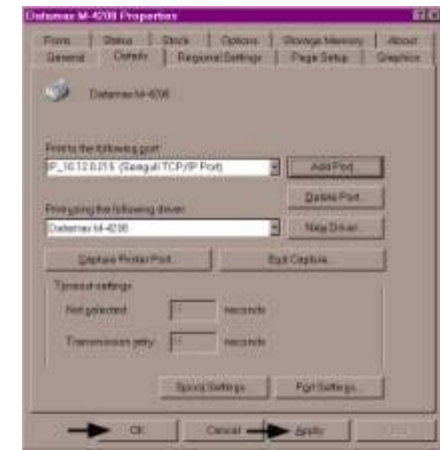 Datamax M-4208 Properties
Fonts Status Stock Options Storage Memory About
General Details Regional Settings Page Setup Graphics
Datamax M-4208
Print to the following port:
IP_10.12.0.215 (Seagull TCP/IP Port)
Add Port
Delete Port
Print using the following driver:
Datamax M-4208
New Driver
Capture Printer Port
End Capture
Timeout settings
Not selected: seconds
Transmission retry: seconds
Spool Settings
Port Settings
OK Cancel Apply